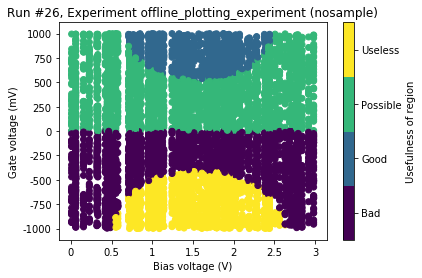 Run #26, Experiment offline_plotting_experiment (nosample)
1000
750
500
250
0
-250
-500
-750
-1000
Gate voltage (mV)
0
0.5
1
1.5
2
2.5
3
Bias voltage (V)
Useless
Possible
Good
Bad
Usefulness of region